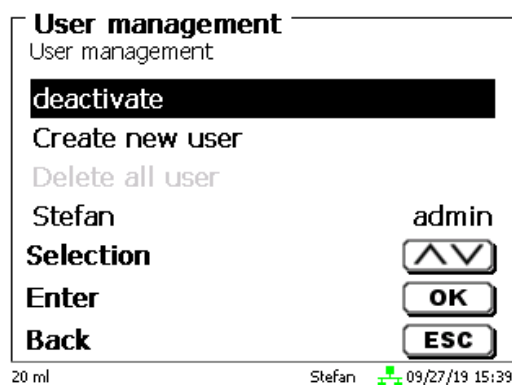 User management
User management
deactivate
Create new user
Delete all user
Stefan admin
Selection
Enter OK
Back ESC
20 ml Stefan 09/27/19 15:39